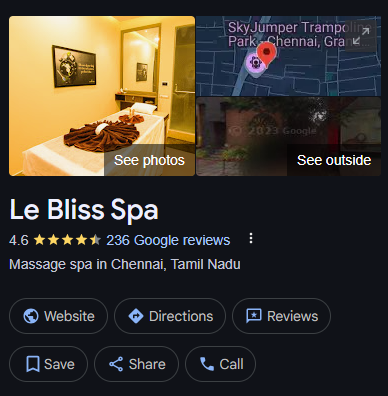 SkyJumper Trampoline
Park - Chennai, Gran...
See photos
© 2023 Google
See outside
Le Bliss Spa
4.6 236 Google reviews
Massage spa in Chennai, Tamil Nadu
Website Directions Reviews
Save Share Call